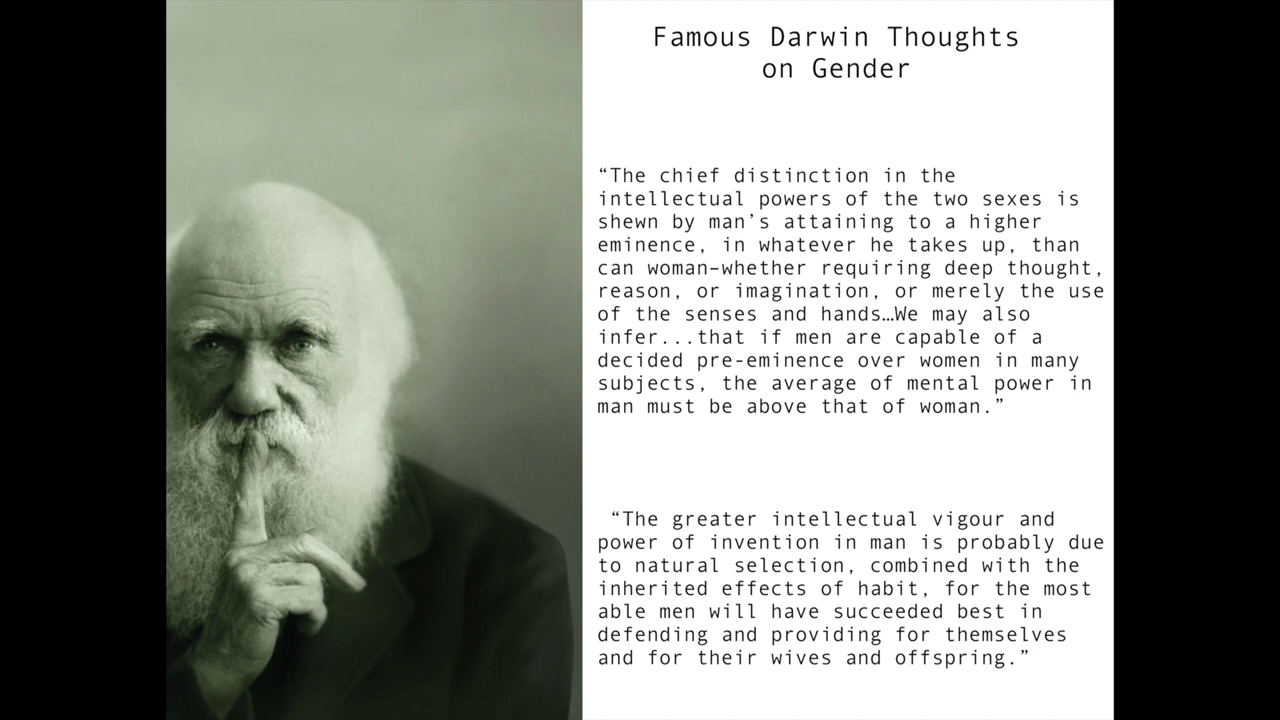 Famous Darwin Thoughts
on Gender
“The chief distinction in the
intellectual powers of the two sexes is
shewn by man’s attaining to a higher
eminence, in whatever he takes up, than
can woman–whether requiring deep thought,
reason, or imagination, or merely the use
of the senses and hands…We may also
infer...that if men are capable of a
decided pre-eminence over women in many
subjects, the average of mental power in
man must be above that of woman.”
“The greater intellectual vigour and
power of invention in man is probably due
to natural selection, combined with the
inherited effects of habit, for the most
able men will have succeeded best in
defending and providing for themselves
and for their wives and offspring.”